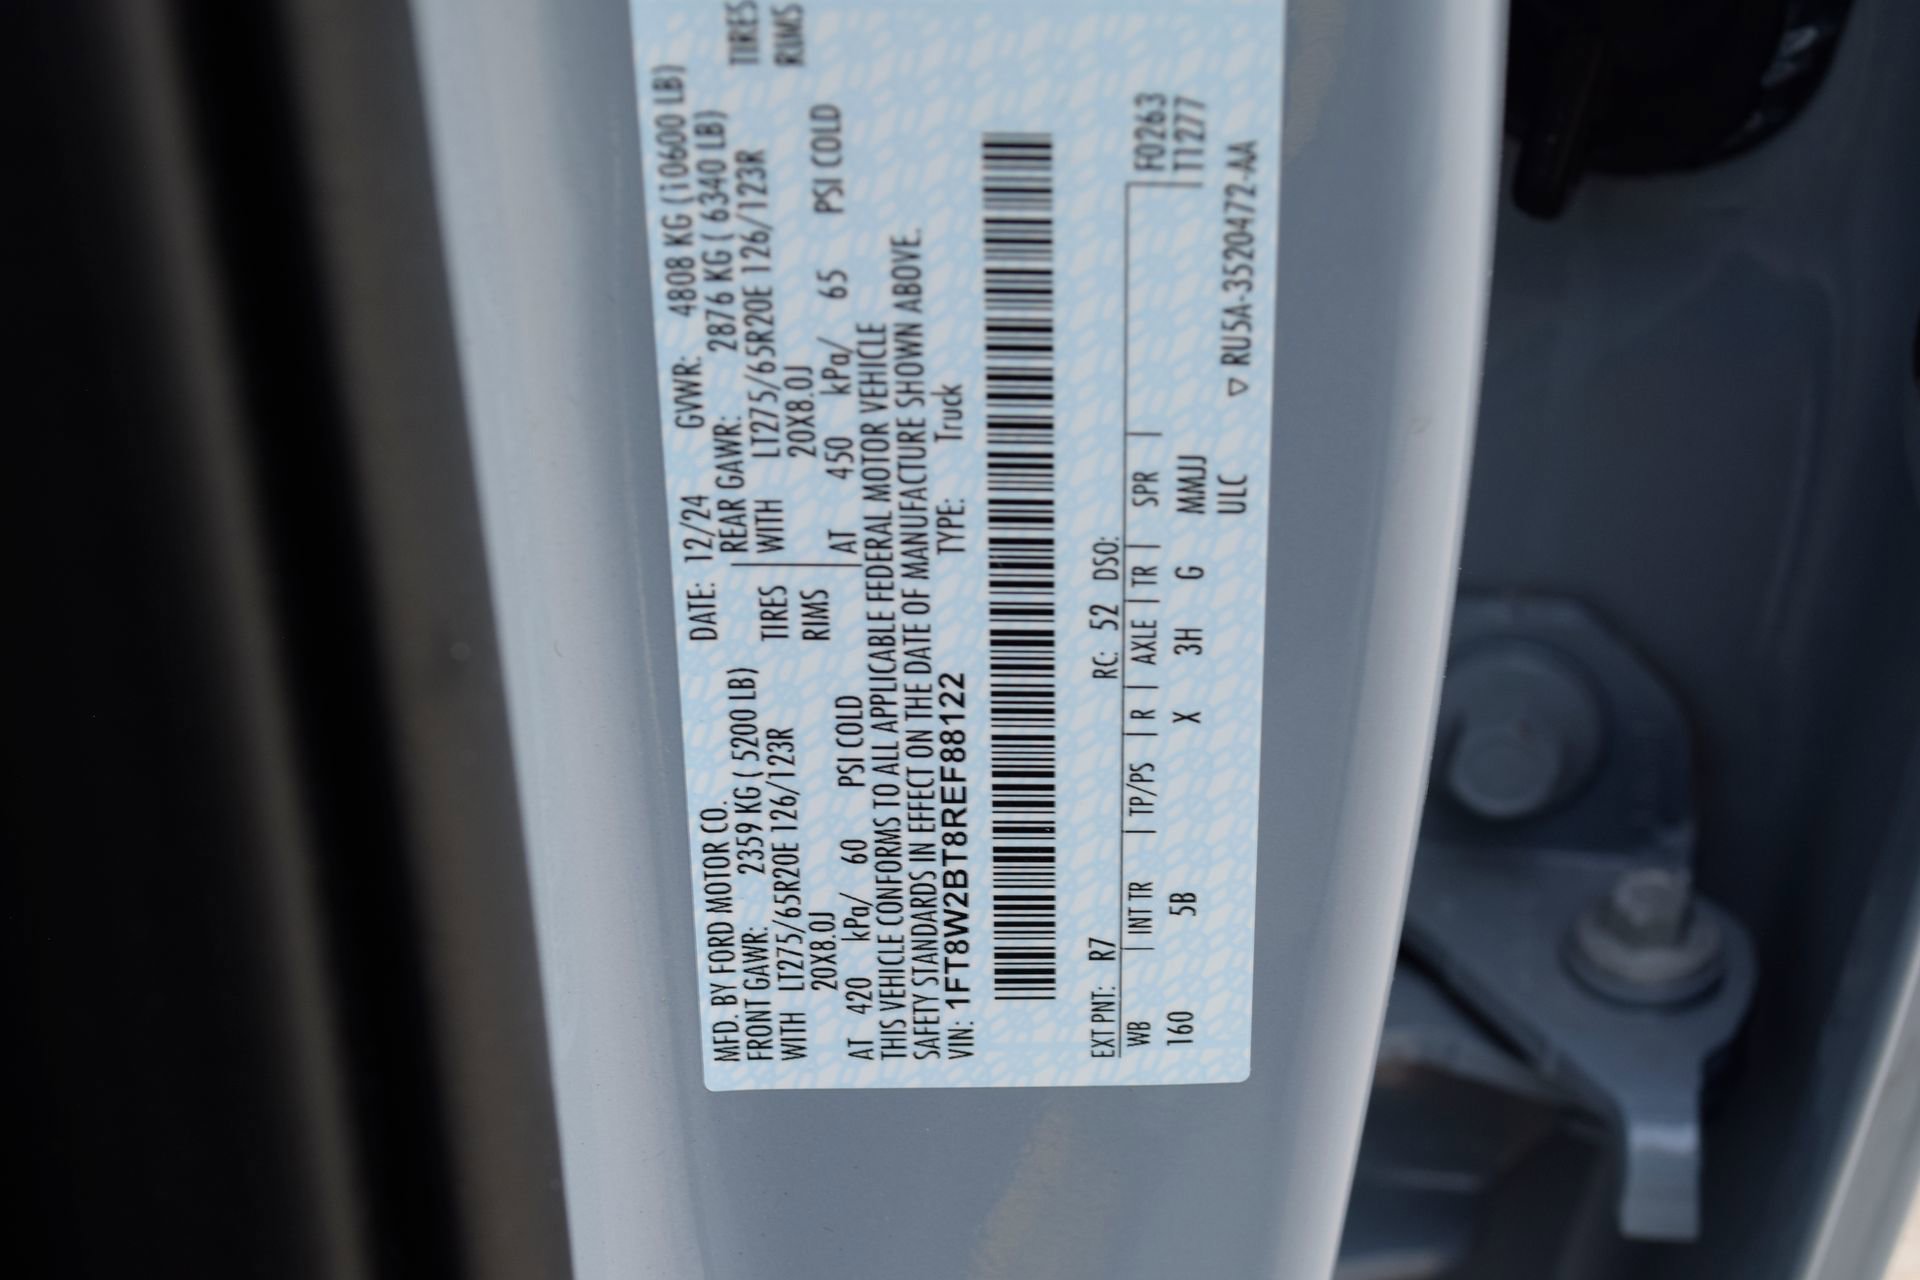 MFD. BY FORD MOTOR CO. DATE: 12/24 GVWR: 4808 KG (10600 LB)
FRONT GAWR: 2359 KG ( 5200 LB) REAR GAWR: 2876 KG ( 6340 LB)
WITH LT275/65R20E 126/123R TIRES WITH LT275/65R20E 126/123R TIRES
20X8.0J RIMS 20X8.0J RIMS
AT 420 kPa/ 60 PSI COLD AT 450 kPa/ 65 PSI COLD
THIS VEHICLE CONFORMS TO ALL APPLICABLE FEDERAL MOTOR VEHICLE
SAFETY STANDARDS IN EFFECT ON THE DATE OF MANUFACTURE SHOWN ABOVE.
VIN: 1FT8W2BT8REF88122 TYPE: Truck
EXT PNT: R7 RC: 52 DSO:
WB | INT TR | TP/PS | R | AXLE | TR | SPR | F0263
160 5B X 3H G MMJJ T1277
ULC ▽ RU5A-3520472-AA